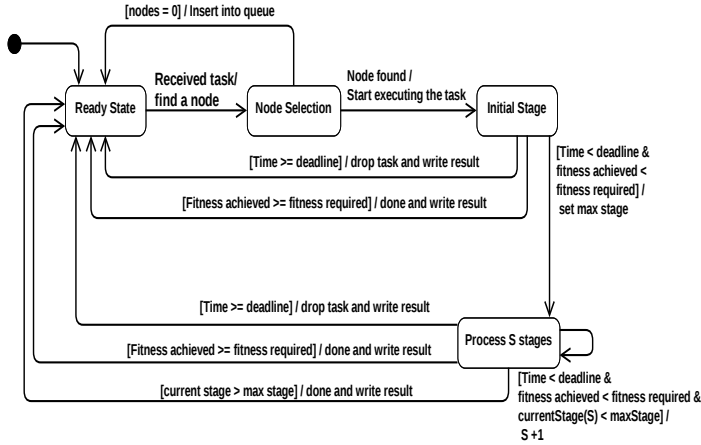 [nodes = 0] / Insert into queue
Received task/
find a node
Node found /
Start executing the task
Ready State
Node Selection
Initial Stage
[Time >= deadline] / drop task and write result
[Time < deadline &
fitness achieved <
fitness required] /
set max stage
[Fitness achieved >= fitness required] / done and write result
[Time >= deadline] / drop task and write result
Process S stages
[Fitness achieved >= fitness required] / done and write result
[current stage > max stage] / done and write result
[Time < deadline &
fitness achieved < fitness required &
currentStage(S) < maxStage] /
S +1